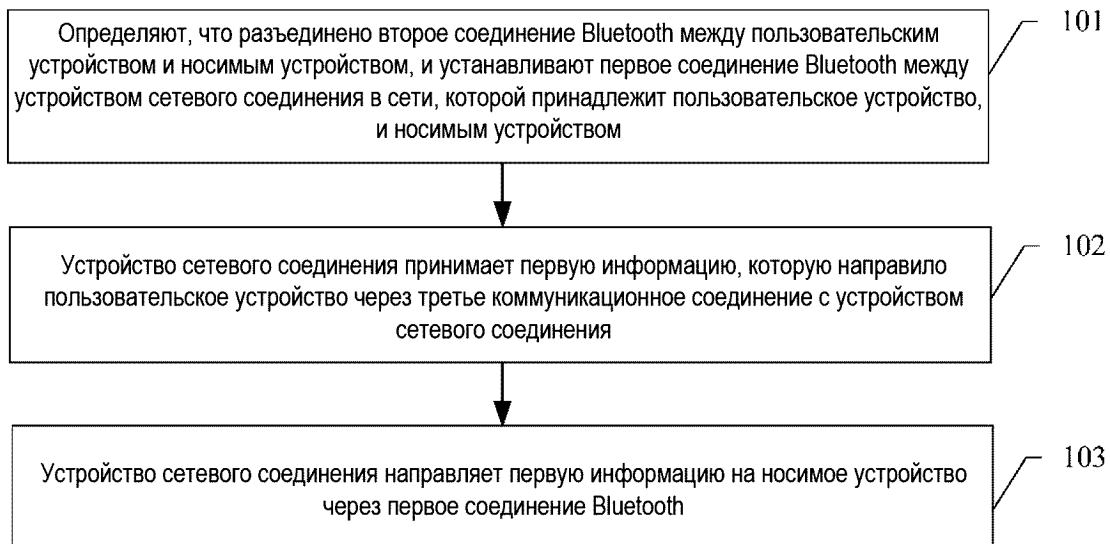 Определяют, что разъединено второе соединение Bluetooth между пользовательским
устройством и носимым устройством, и устанавливают первое соединение Bluetooth между
устройством сетевого соединения в сети, которой принадлежит пользовательское устройство,
и носимым устройством
101
Устройство сетевого соединения принимает первую информацию, которую направило
пользовательское устройство через третье коммуникационное соединение с устройством
сетевого соединения
102
Устройство сетевого соединения направляет первую информацию на носимое устройство
через первое соединение Bluetooth
103